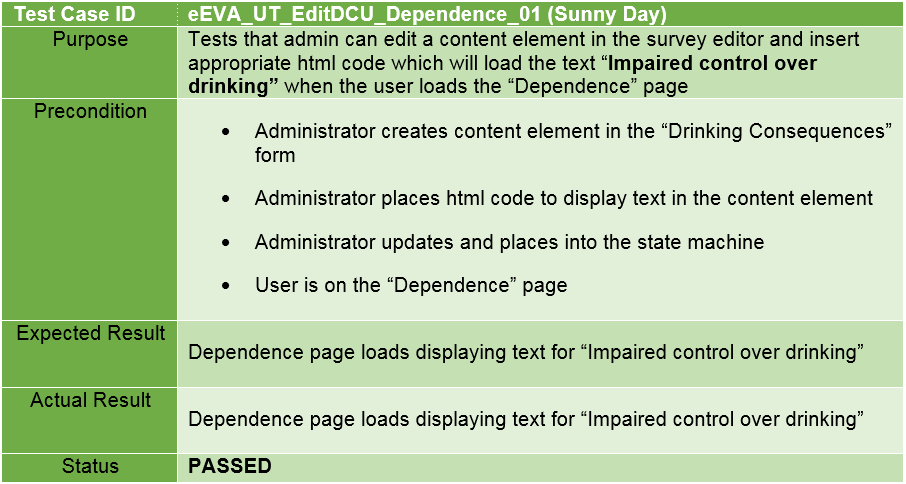 Test Case ID eEVA_UT_EditDCU_Dependence_01 (Sunny Day)
Purpose Tests that admin can edit a content element in the survey editor and insert
appropriate html code which will load the text “Impaired control over
drinking” when the user loads the “Dependence” page
Precondition
• Administrator creates content element in the “Drinking Consequences”
form
• Administrator places html code to display text in the content element
• Administrator updates and places into the state machine
• User is on the “Dependence” page
Expected Result
Dependence page loads displaying text for “Impaired control over drinking”
Actual Result
Dependence page loads displaying text for “Impaired control over drinking”
Status PASSED